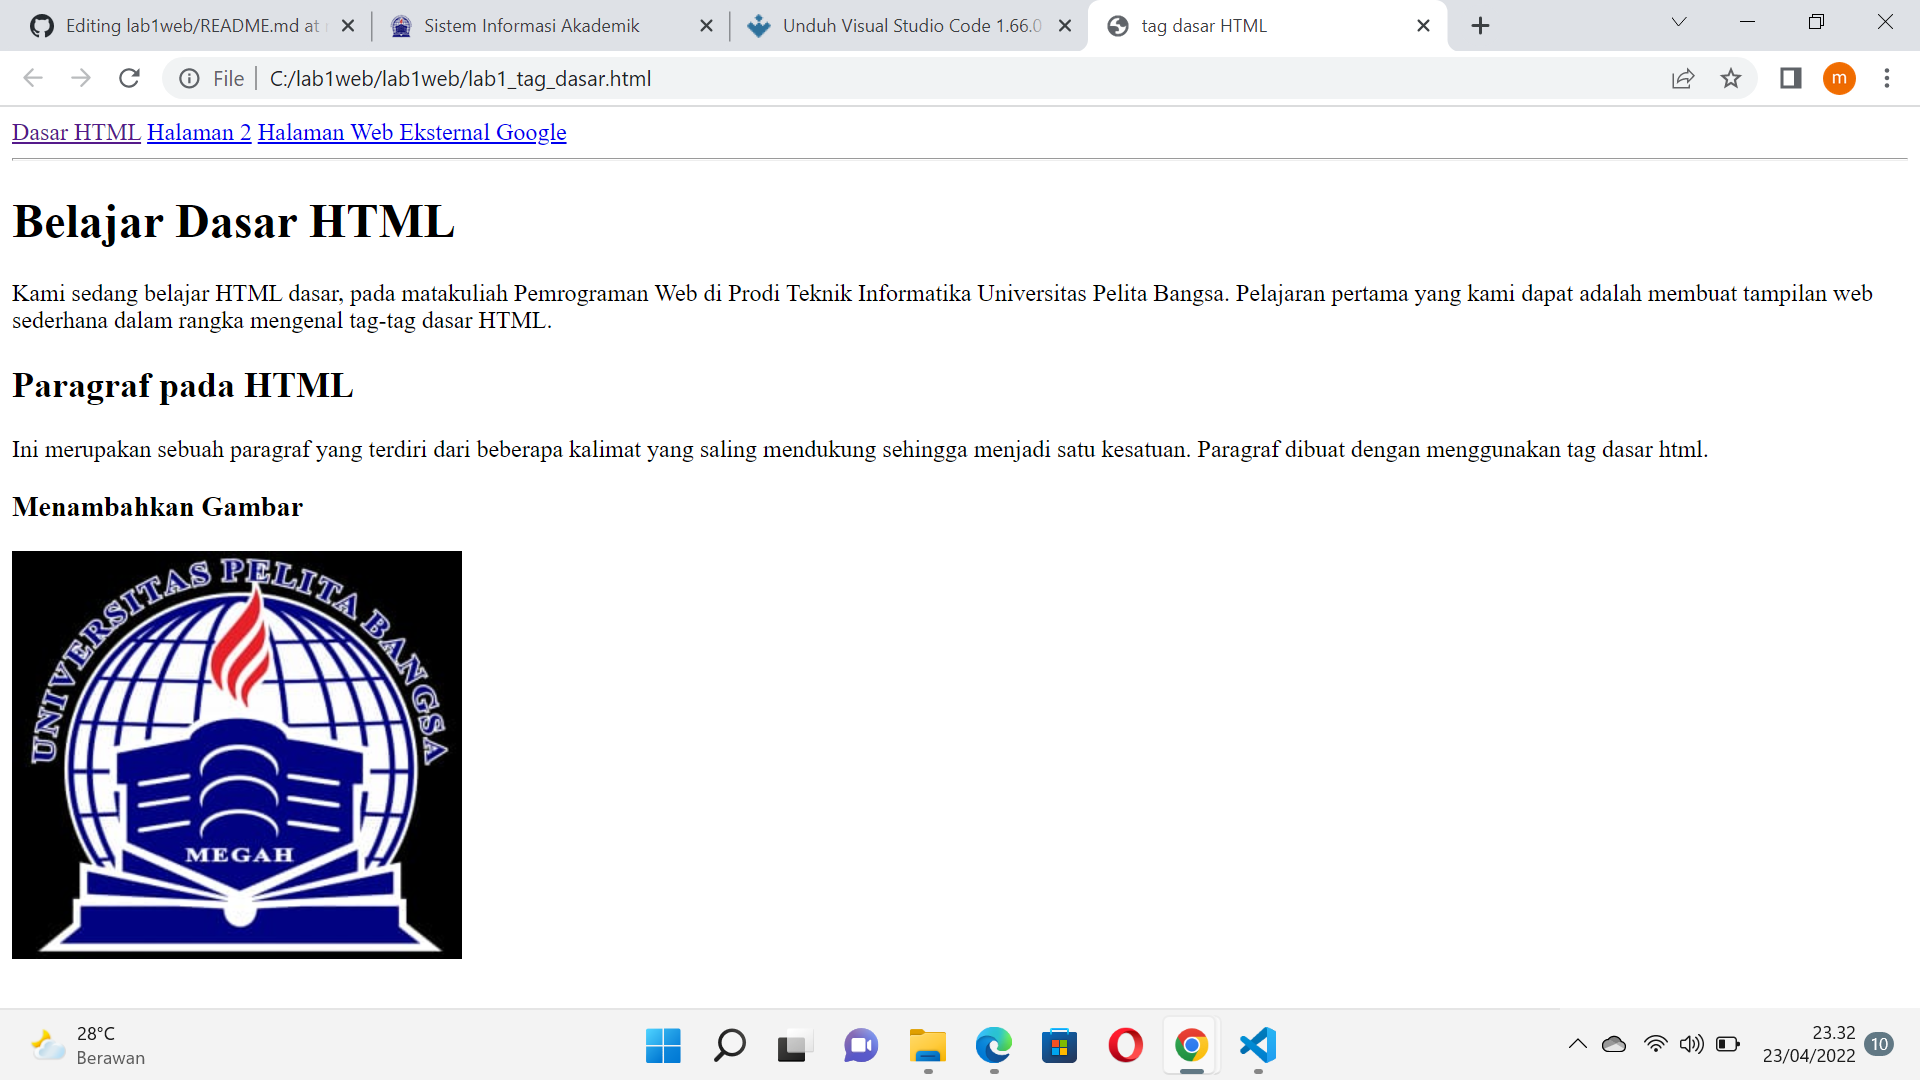 Editing lab1web/README.md at
Sistem Informasi Akademik
Unduh Visual Studio Code 1.66.0
tag dasar HTML
File
C:/lab1web/lab1web/lab1_tag_dasar.html
m
Dasar HTML Halaman 2 Halaman Web Eksternal Google
Belajar Dasar HTML
Kami sedang belajar HTML dasar, pada matakuliah Pemrograman Web di Prodi Teknik Informatika Universitas Pelita Bangsa. Pelajaran pertama yang kami dapat adalah membuat tampilan web
sederhana dalam rangka mengenal tag-tag dasar HTML.
Paragraf pada HTML
Ini merupakan sebuah paragraf yang terdiri dari beberapa kalimat yang saling mendukung sehingga menjadi satu kesatuan. Paragraf dibuat dengan menggunakan tag dasar html.
Menambahkan Gambar
UNIVERSITAS PELITA BANGSA
MEGAH
28°C
Berawan
23.32
23/04/2022
10